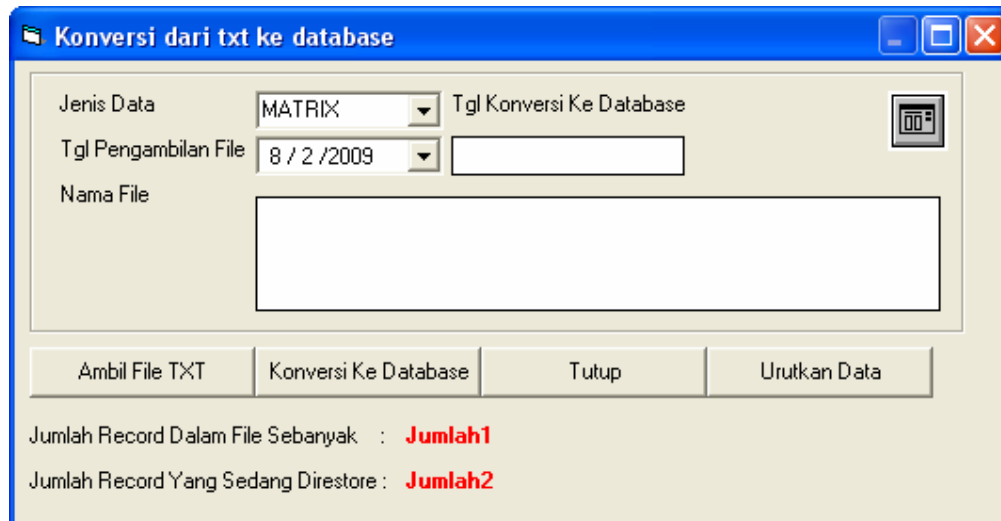 Konversi dari txt ke database
Jenis Data MATRIX Tgl Konversi Ke Database
Tgl Pengambilan File 8 / 2 /2009
Nama File
Ambil File TXT Konversi Ke Database Tutup Urutkan Data
Jumlah Record Dalam File Sebanyak : Jumlah1
Jumlah Record Yang Sedang Direstore : Jumlah2